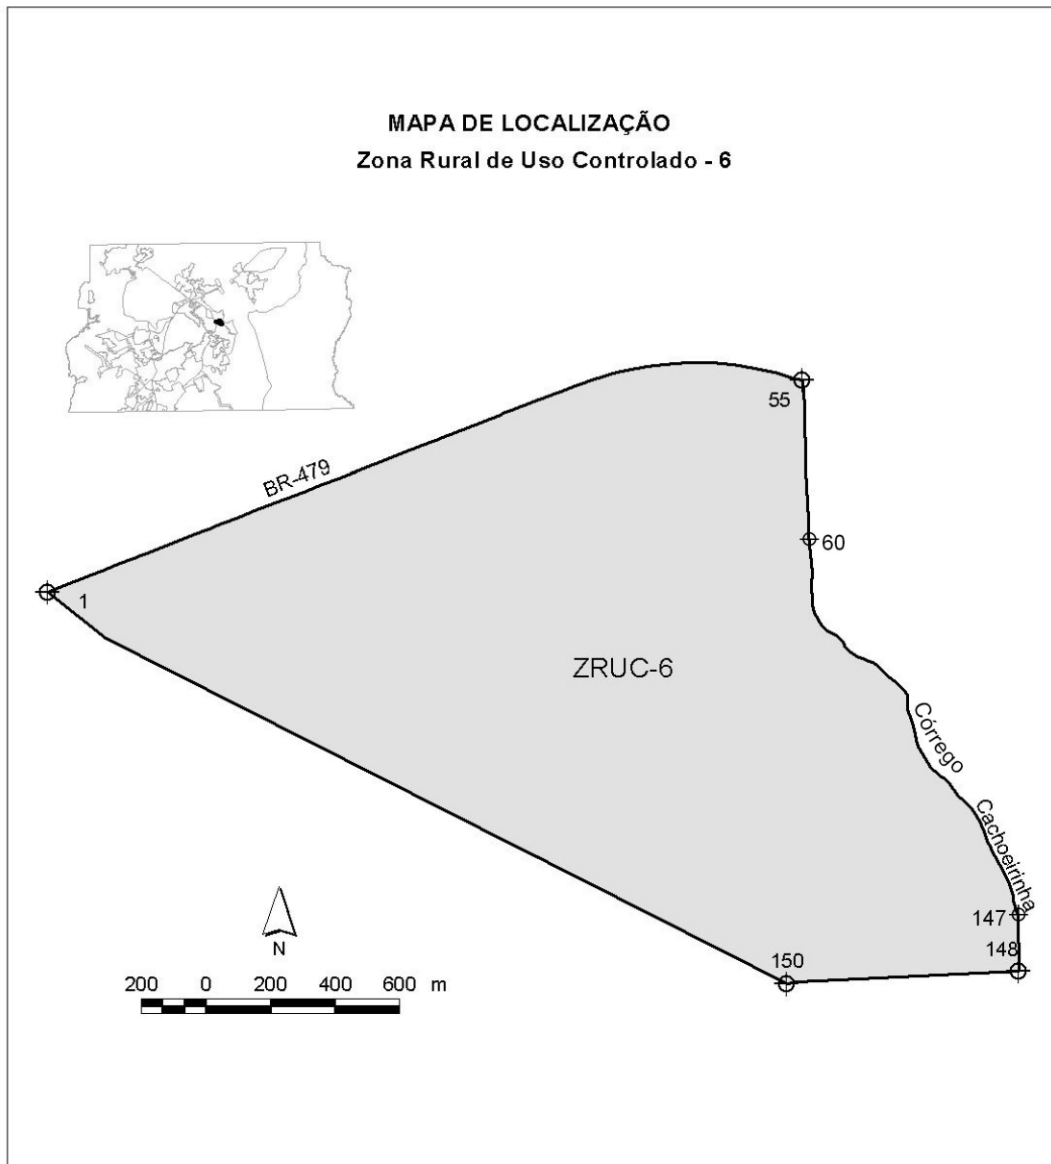 MAPA DE LOCALIZAÇÃO
Zona Rural de Uso Controlado - 6
55
BR-479
60
1
ZRUC-6
Córrego
Cachoeirinha
147
148
150
N
200 0 200 400 600 m